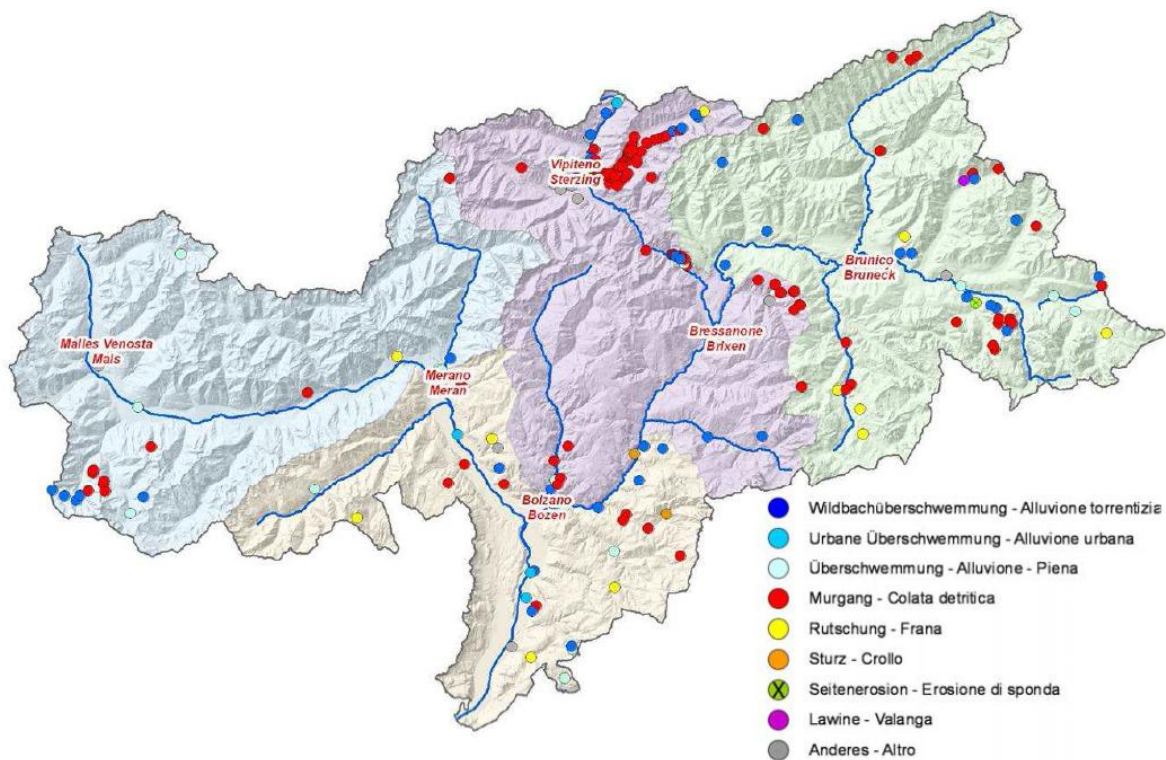 Vipiteno
Sterzing
Brunico
Bruneck
Bressanone
Brixen
Malles Venosta
Mals
Merano
Meran
Bolzano
Bozen
Wildbachüberschwemmung - Alluvione torrentizia
Urbane Überschwemmung - Alluvione urbana
Überschwemmung - Alluvione - Piena
Murgang - Colata detritica
Rutschung - Frana
Sturz - Crollo
Seitenerosion - Erosione di sponda
Lawine - Valanga
Anderes - Altro